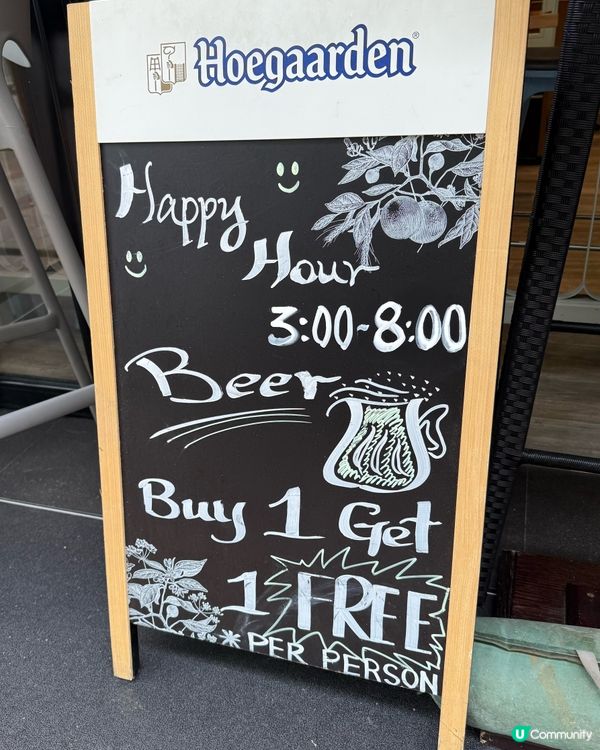 Hoegaarden®
Happy
Hour
3:00-8:00
Beer
Buy 1 Get
1 FREE
*PER PERSON
U Community